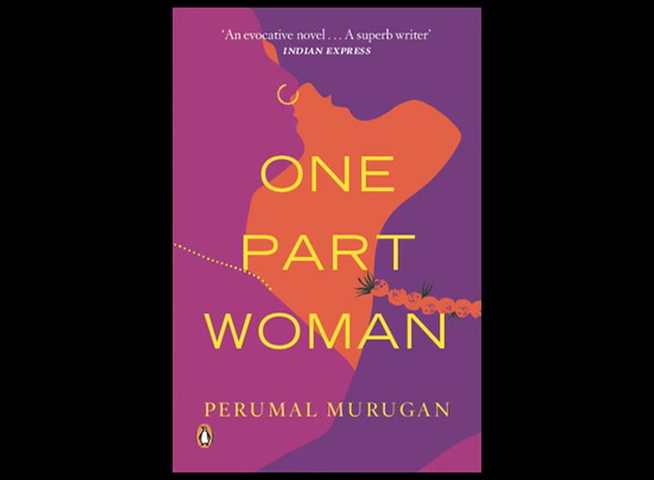 ‘An evocative novel . . . A superb writer’
INDIAN EXPRESS
ONE
PART
WOMAN
PERUMAL MURUGAN